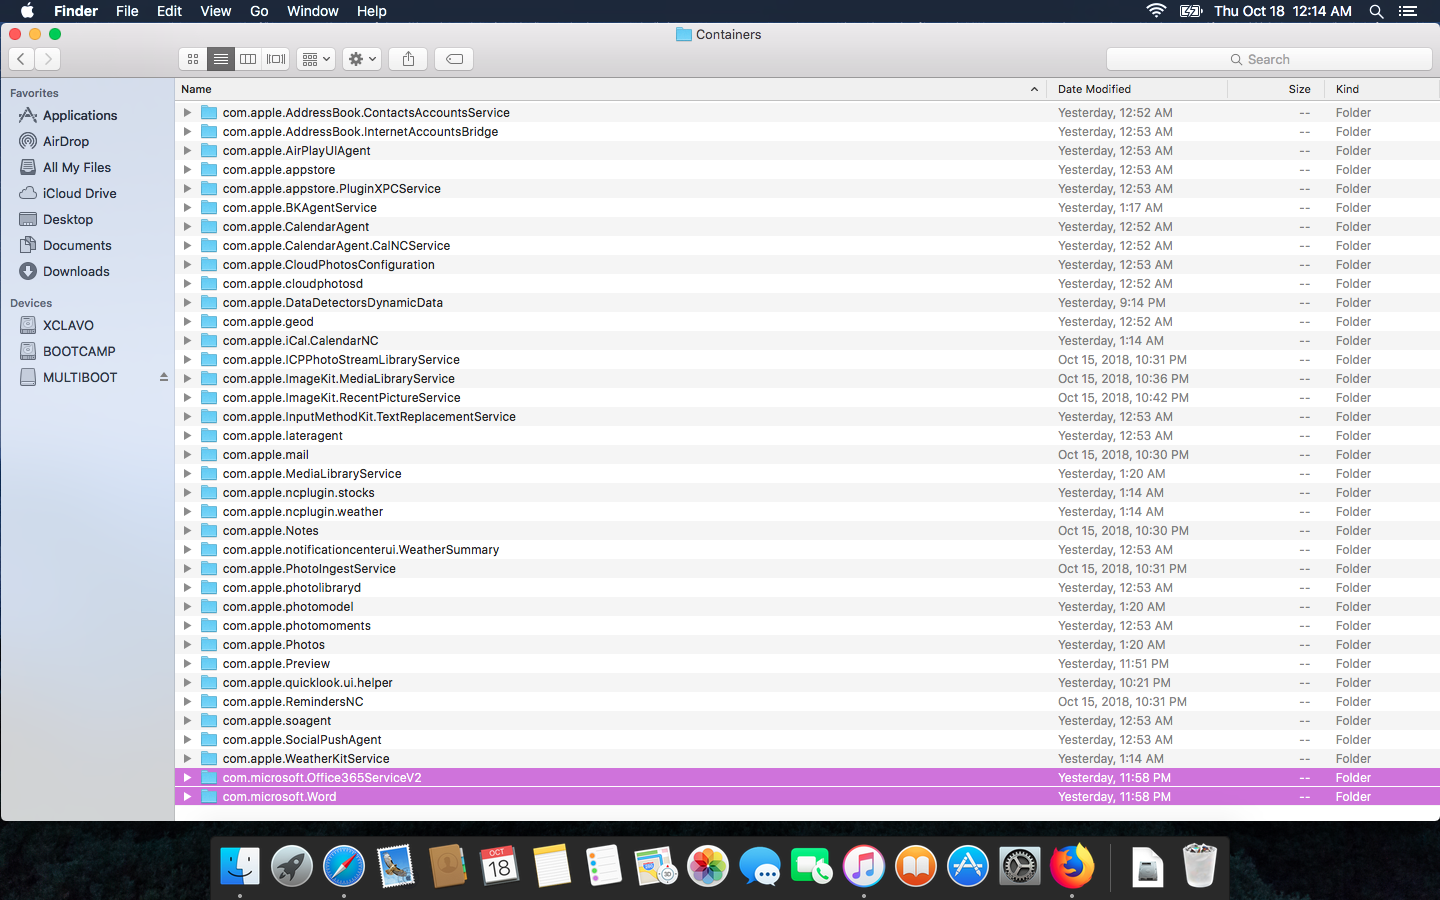 Finder File Edit View Go Window Help Thu Oct 18 12:14 AM
Containers
Search
Favorites
Applications
AirDrop
All My Files
iCloud Drive
Desktop
Documents
Downloads
Devices
XCLAVO
BOOTCAMP
MULTIBOOT
Name Date Modified Size Kind
com.apple.AddressBook.ContactsAccountsService Yesterday, 12:52 AM -- Folder
com.apple.AddressBook.InternetAccountsBridge Yesterday, 12:53 AM -- Folder
com.apple.AirPlayUIAgent Yesterday, 12:53 AM -- Folder
com.apple.appstore Yesterday, 12:53 AM -- Folder
com.apple.appstore.PluginXPCService Yesterday, 12:53 AM -- Folder
com.apple.BKAgentService Yesterday, 1:17 AM -- Folder
com.apple.CalendarAgent Yesterday, 12:52 AM -- Folder
com.apple.CalendarAgent.CalNCService Yesterday, 12:52 AM -- Folder
com.apple.CloudPhotosConfiguration Yesterday, 12:53 AM -- Folder
com.apple.cloudphotosd Yesterday, 12:52 AM -- Folder
com.apple.DataDetectorsDynamicData Yesterday, 9:14 PM -- Folder
com.apple.geod Yesterday, 12:52 AM -- Folder
com.apple.iCal.CalendarNC Yesterday, 1:14 AM -- Folder
com.apple.ICPPhotoStreamLibraryService Oct 15, 2018, 10:31 PM -- Folder
com.apple.ImageKit.MediaLibraryService Oct 15, 2018, 10:36 PM -- Folder
com.apple.ImageKit.RecentPictureService Oct 15, 2018, 10:42 PM -- Folder
com.apple.InputMethodKit.TextReplacementService Yesterday, 12:53 AM -- Folder
com.apple.lateragent Yesterday, 12:53 AM -- Folder
com.apple.mail Oct 15, 2018, 10:30 PM -- Folder
com.apple.MediaLibraryService Yesterday, 1:20 AM -- Folder
com.apple.ncplugin.stocks Yesterday, 1:14 AM -- Folder
com.apple.ncplugin.weather Yesterday, 1:14 AM -- Folder
com.apple.Notes Oct 15, 2018, 10:30 PM -- Folder
com.apple.notificationcenterui.WeatherSummary Yesterday, 12:53 AM -- Folder
com.apple.PhotoIngestService Oct 15, 2018, 10:31 PM -- Folder
com.apple.photolibraryd Yesterday, 12:53 AM -- Folder
com.apple.photomodel Yesterday, 1:20 AM -- Folder
com.apple.photomoments Yesterday, 12:53 AM -- Folder
com.apple.Photos Yesterday, 1:20 AM -- Folder
com.apple.Preview Yesterday, 11:51 PM -- Folder
com.apple.quicklook.ui.helper Yesterday, 10:21 PM -- Folder
com.apple.RemindersNC Oct 15, 2018, 10:31 PM -- Folder
com.apple.soagent Yesterday, 12:53 AM -- Folder
com.apple.SocialPushAgent Yesterday, 12:53 AM -- Folder
com.apple.WeatherKitService Yesterday, 1:14 AM -- Folder
com.microsoft.Office365ServiceV2 Yesterday, 11:58 PM -- Folder
com.microsoft.Word Yesterday, 11:58 PM -- Folder
OCT
18